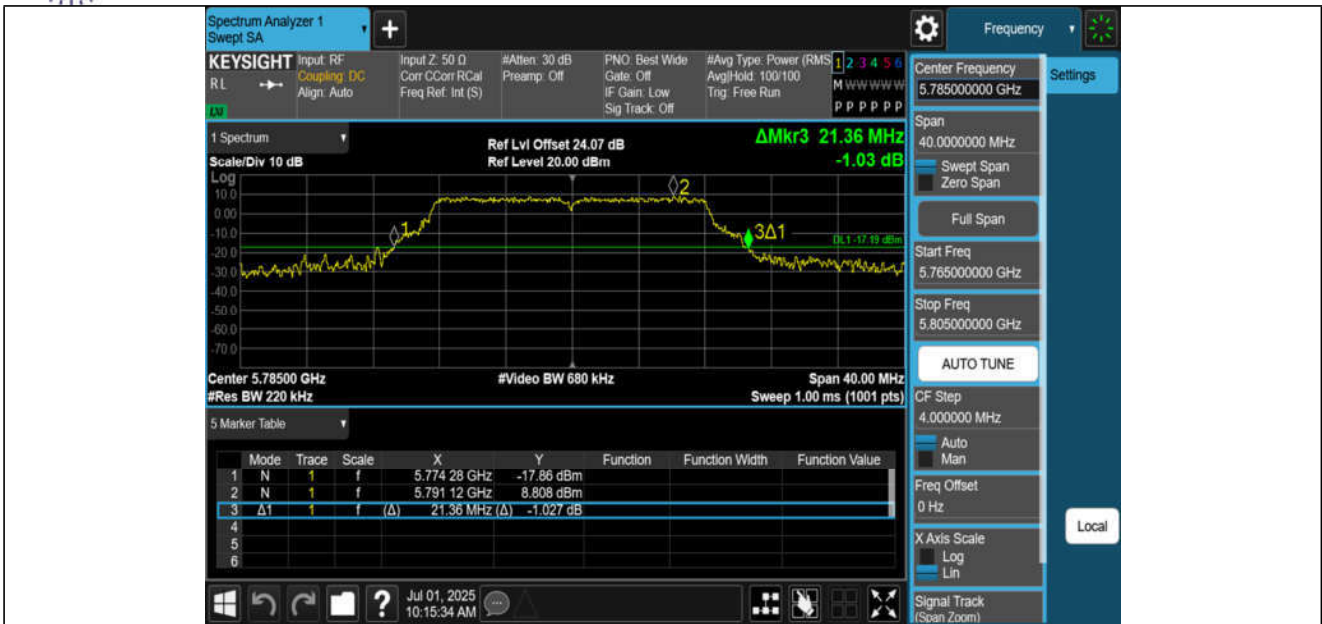 Spectrum Analyzer 1
Swept SA
+
Frequency
KEYSIGHT
RL
LXI
Input: RF
Coupling: DC
Align: Auto
Input Z: 50 Ω
Corr CCorr RCal
Freq Ref: Int (S)
#Atten: 30 dB
Preamp: Off
PNO: Best Wide
Gate: Off
IF Gain: Low
Sig Track: Off
#Avg Type: Power (RMS
Avg|Hold: 100/100
Trig: Free Run
1 2 3 4 5 6
M W W W W W
P P P P P P
1 Spectrum
Scale/Div 10 dB
Ref Lvl Offset 24.07 dB
Ref Level 20.00 dBm
ΔMkr3 21.36 MHz
-1.03 dB
Log
10.0
0.00
-10.0
-20.0
-30.0
-40.0
-50.0
-60.0
-70.0
1
2
3Δ1
DL1 -17.19 dBm
Center 5.78500 GHz
#Res BW 220 kHz
#Video BW 680 kHz
Span 40.00 MHz
Sweep 1.00 ms (1001 pts)
5 Marker Table
Mode Trace Scale X Y Function Function Width Function Value
1 N 1 f 5.774 28 GHz -17.86 dBm
2 N 1 f 5.791 12 GHz 8.808 dBm
3 Δ1 1 f (Δ) 21.36 MHz (Δ) -1.027 dB
4
5
6
?
Jul 01, 2025
10:15:34 AM
Center Frequency
5.785000000 GHz
Settings
Span
40.0000000 MHz
Swept Span
Zero Span
Full Span
Start Freq
5.765000000 GHz
Stop Freq
5.805000000 GHz
AUTO TUNE
CF Step
4.000000 MHz
Auto
Man
Freq Offset
0 Hz
X Axis Scale
Log
Lin
Signal Track
(Span Zoom)
Local